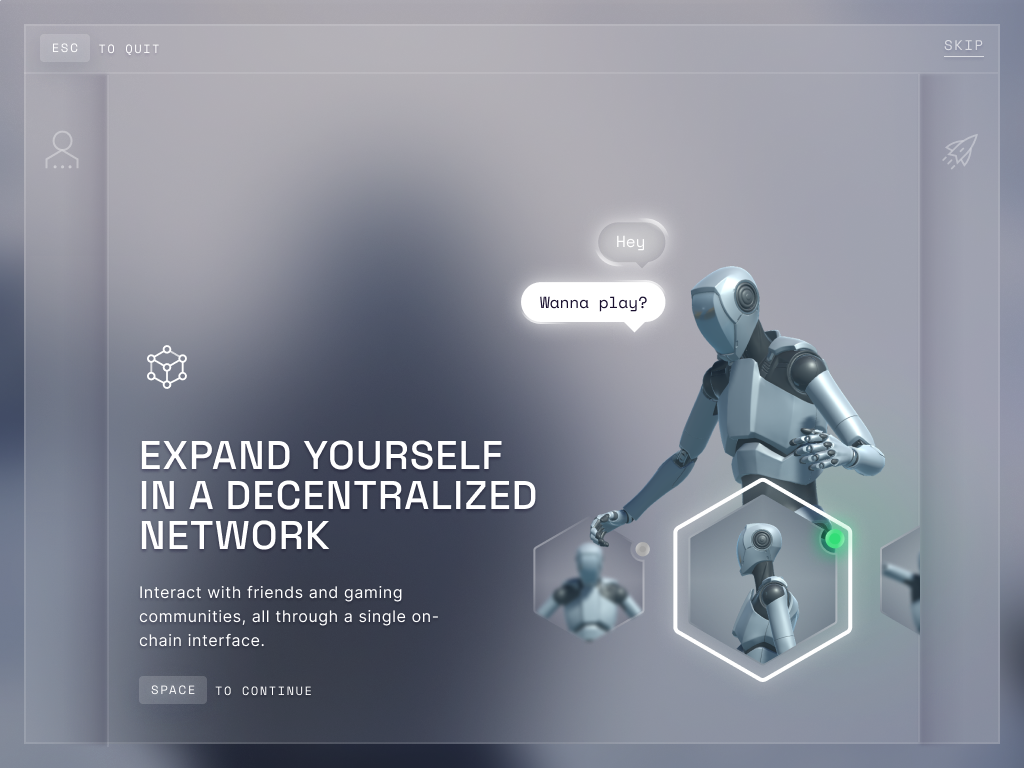 ESC TO QUIT
SKIP
Hey
Wanna play?
EXPAND YOURSELF
IN A DECENTRALIZED
NETWORK
Interact with friends and gaming
communities, all through a single on-
chain interface.
SPACE TO CONTINUE